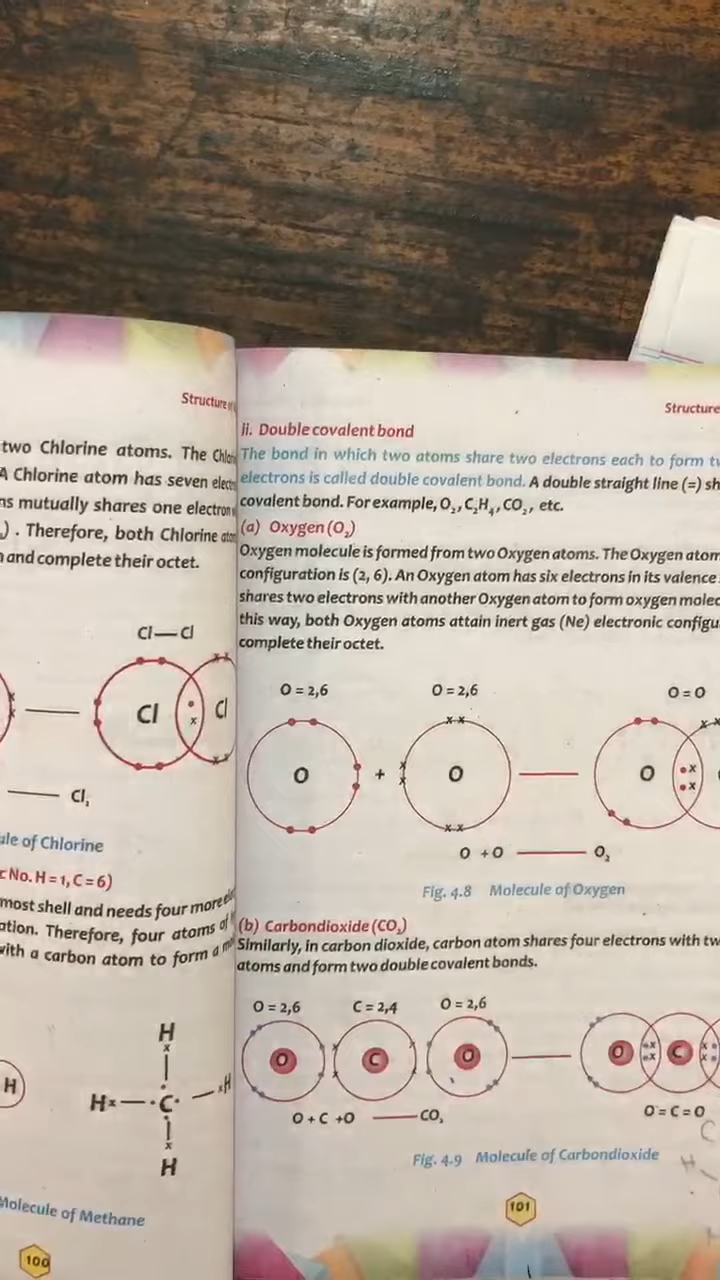 Structure
two Chlorine atoms. The
A Chlorine atom has seven
ns mutually shares one electron
). Therefore, both Chlorine
and complete their octet.
Cl—Cl
Cl Cl
Cl₂
ule of Chlorine
No. H = 1, C = 6)
most shell and needs four more
ation. Therefore, four atoms of
with a carbon atom to form a
H
H
Hx — ·C· — xH
H
Molecule of Methane
100
Structure
ii. Double covalent bond
The bond in which two atoms share two electrons each to form
electrons is called double covalent bond. A double straight line (=) sh
covalent bond. For example, O₂, C₂H₄, CO₂, etc.
(a) Oxygen (O₂)
Oxygen molecule is formed from two Oxygen atoms. The Oxygen atom
configuration is (2, 6). An Oxygen atom has six electrons in its valence
shares two electrons with another Oxygen atom to form oxygen molec
this way, both Oxygen atoms attain inert gas (Ne) electronic configu
complete their octet.
O = 2,6 O = 2,6 O = O
O + O O
O + O O₂
Fig. 4.8 Molecule of Oxygen
(b) Carbondioxide (CO₂)
Similarly, in carbon dioxide, carbon atom shares four electrons with tw
atoms and form two double covalent bonds.
O = 2,6 C = 2,4 O = 2,6
O C O O C
O + C + O CO₂ O = C = O
Fig. 4.9 Molecule of Carbondioxide
101